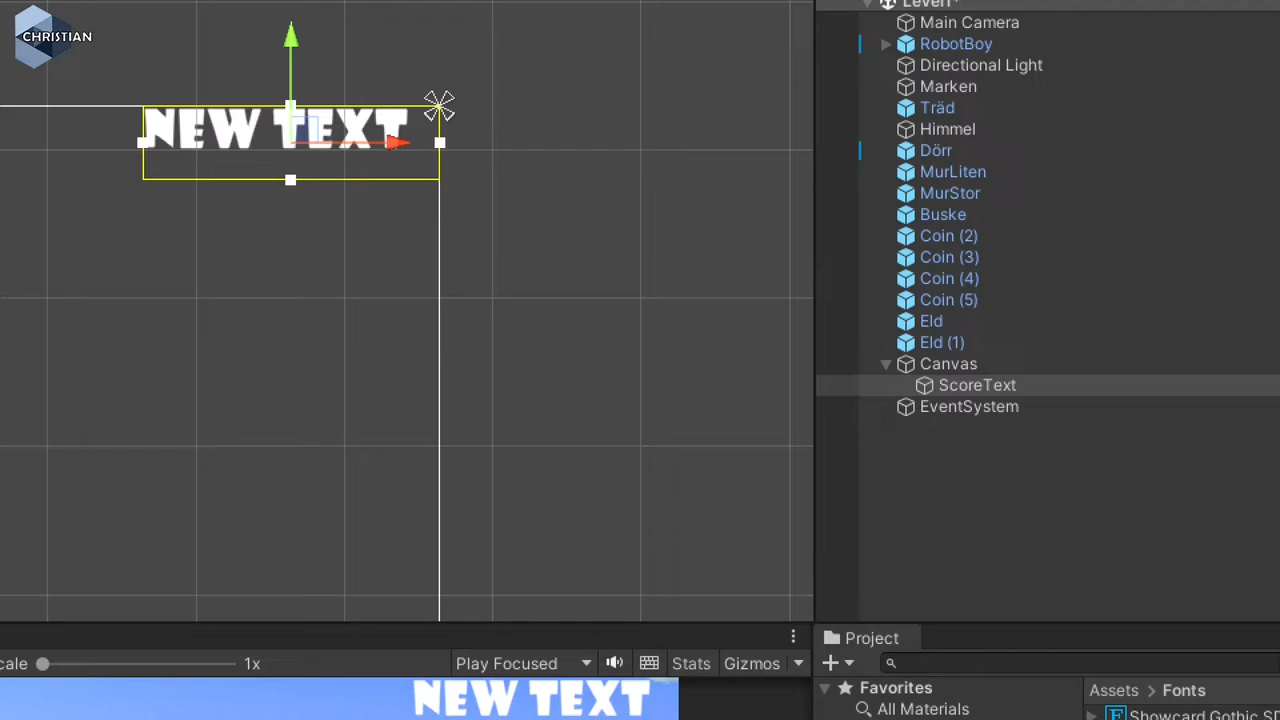 CHRISTIAN
NEW TEXT
Level1*
Main Camera
RobotBoy
Directional Light
Marken
Träd
Himmel
Dörr
MurLiten
MurStor
Buske
Coin (2)
Coin (3)
Coin (4)
Coin (5)
Eld
Eld (1)
Canvas
ScoreText
EventSystem
cale 1x Play Focused Stats Gizmos
NEW TEXT
Project
Favorites
All Materials
Assets > Fonts
Showcard Gothic SD